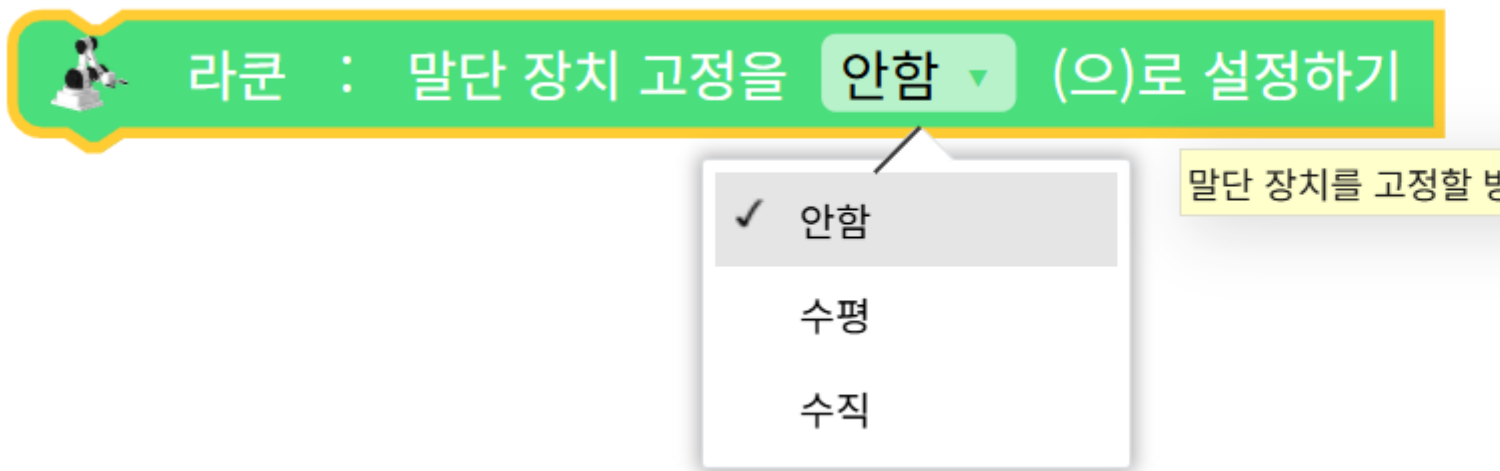 라쿤 : 말단 장치 고정을 안함 (으)로 설정하기
안함
말단 장치를 고정할
수평
수직